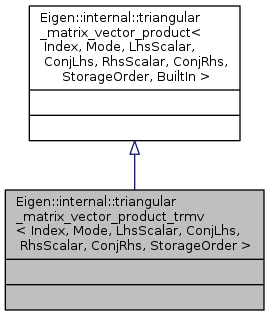 Eigen::internal::triangular
_matrix_vector_product<
Index, Mode, LhsScalar,
ConjLhs, RhsScalar, ConjRhs,
StorageOrder, BuiltIn >
Eigen::internal::triangular
_matrix_vector_product_trmv
< Index, Mode, LhsScalar, ConjLhs,
RhsScalar, ConjRhs, StorageOrder >